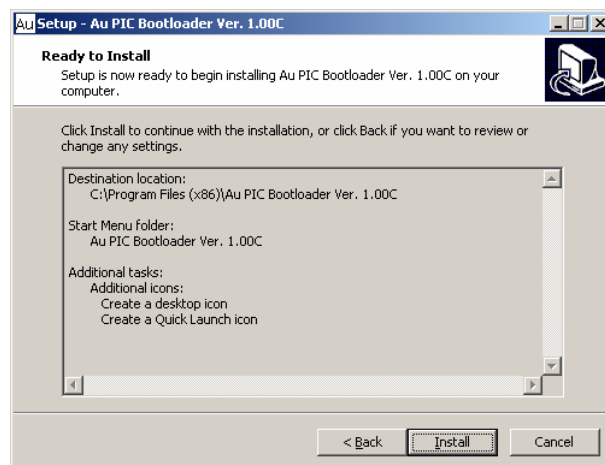 Au Setup - Au PIC Bootloader Ver. 1.00C
Ready to Install
Setup is now ready to begin installing Au PIC Bootloader Ver. 1.00C on your
computer.
Click Install to continue with the installation, or click Back if you want to review or
change any settings.
Destination location:
C:\Program Files (x86)\Au PIC Bootloader Ver. 1.00C
Start Menu folder:
Au PIC Bootloader Ver. 1.00C
Additional tasks:
Additional icons:
Create a desktop icon
Create a Quick Launch icon
< Back
Install
Cancel